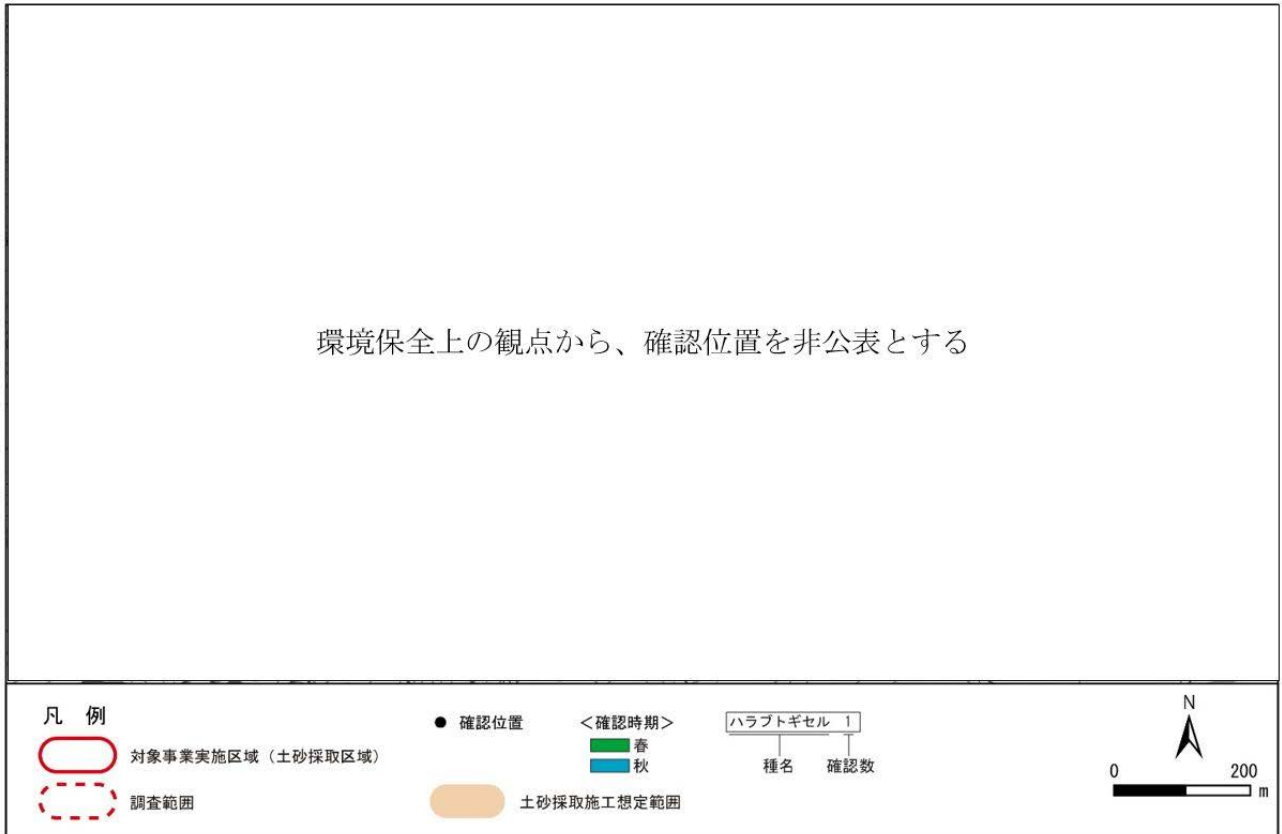 環境保全上の観点から、確認位置を非公表とする
凡 例
対象事業実施区域（土砂採取区域）
調査範囲
確認位置
＜確認時期＞
春
秋
土砂採取施工想定範囲
ハラブトギセル 1
種名 確認数
N
0 200
m